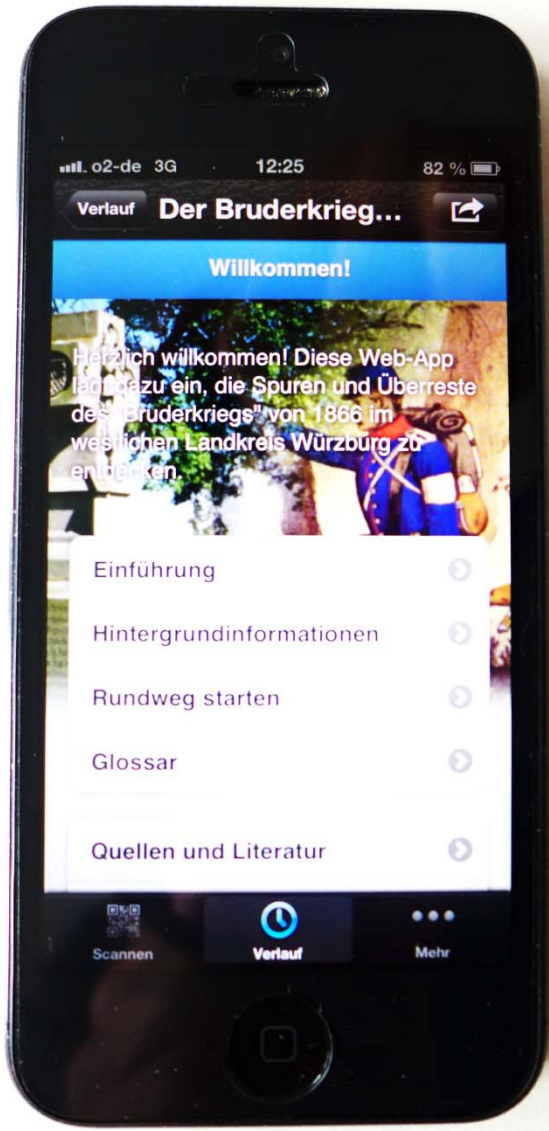 o2-de 3G 12:25 82 %
Verlauf Der Bruderkrieg...
Willkommen!
Herzlich willkommen! Diese Web-App
lädt dazu ein, die Spuren und Überreste
des "Bruderkriegs" von 1866 im
westlichen Landkreis Würzburg zu
entdecken.
Einführung
Hintergrundinformationen
Rundweg starten
Glossar
Quellen und Literatur
Scannen Verlauf Mehr